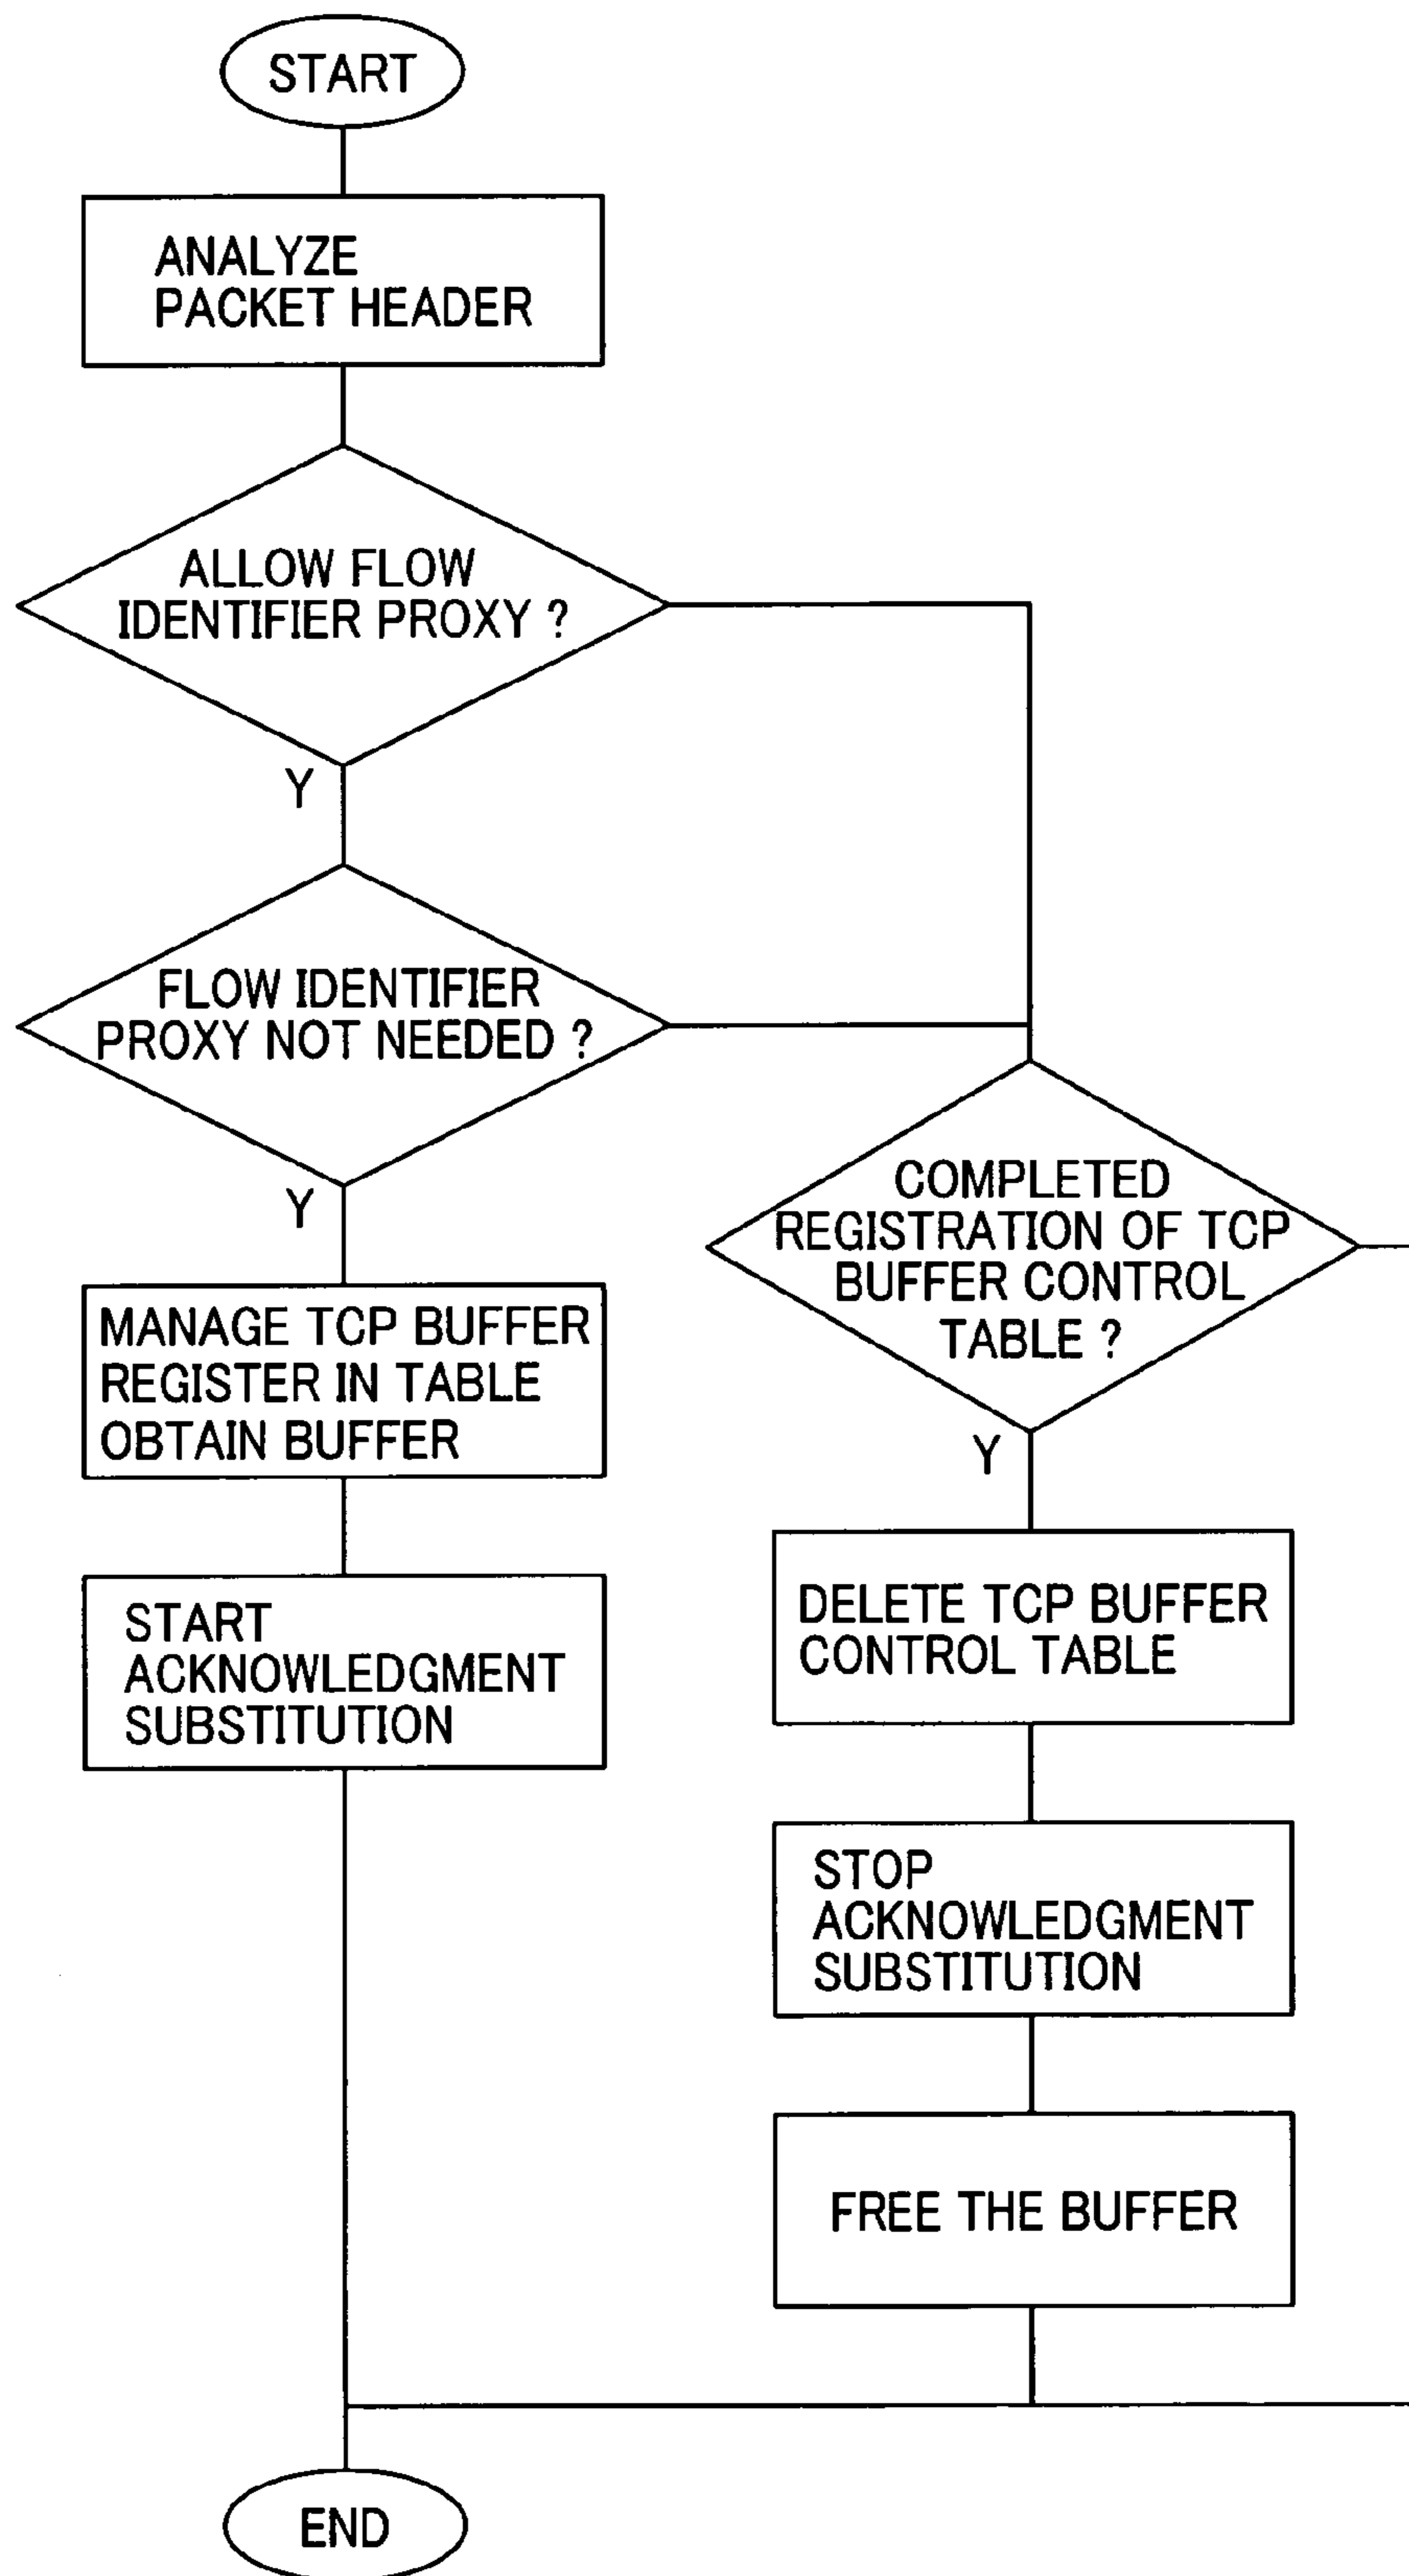 START
ANALYZE
PACKET HEADER
ALLOW FLOW
IDENTIFIER PROXY ?
Y
FLOW IDENTIFIER
PROXY NOT NEEDED ?
Y
MANAGE TCP BUFFER
REGISTER IN TABLE
OBTAIN BUFFER
START
ACKNOWLEDGMENT
SUBSTITUTION
COMPLETED
REGISTRATION OF TCP
BUFFER CONTROL
TABLE ?
Y
DELETE TCP BUFFER
CONTROL TABLE
STOP
ACKNOWLEDGMENT
SUBSTITUTION
FREE THE BUFFER
END